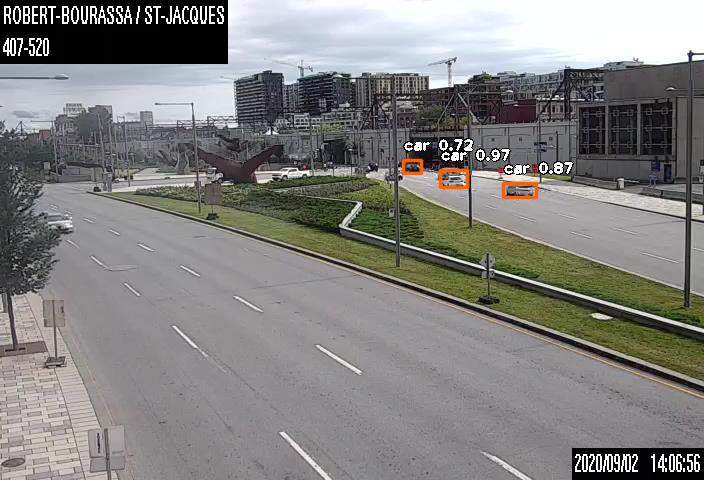 ROBERT-BOURASSA / ST-JACQUES
407-520
car 0.72
car 0.97
car 0.87
2020/09/02 14:06:56